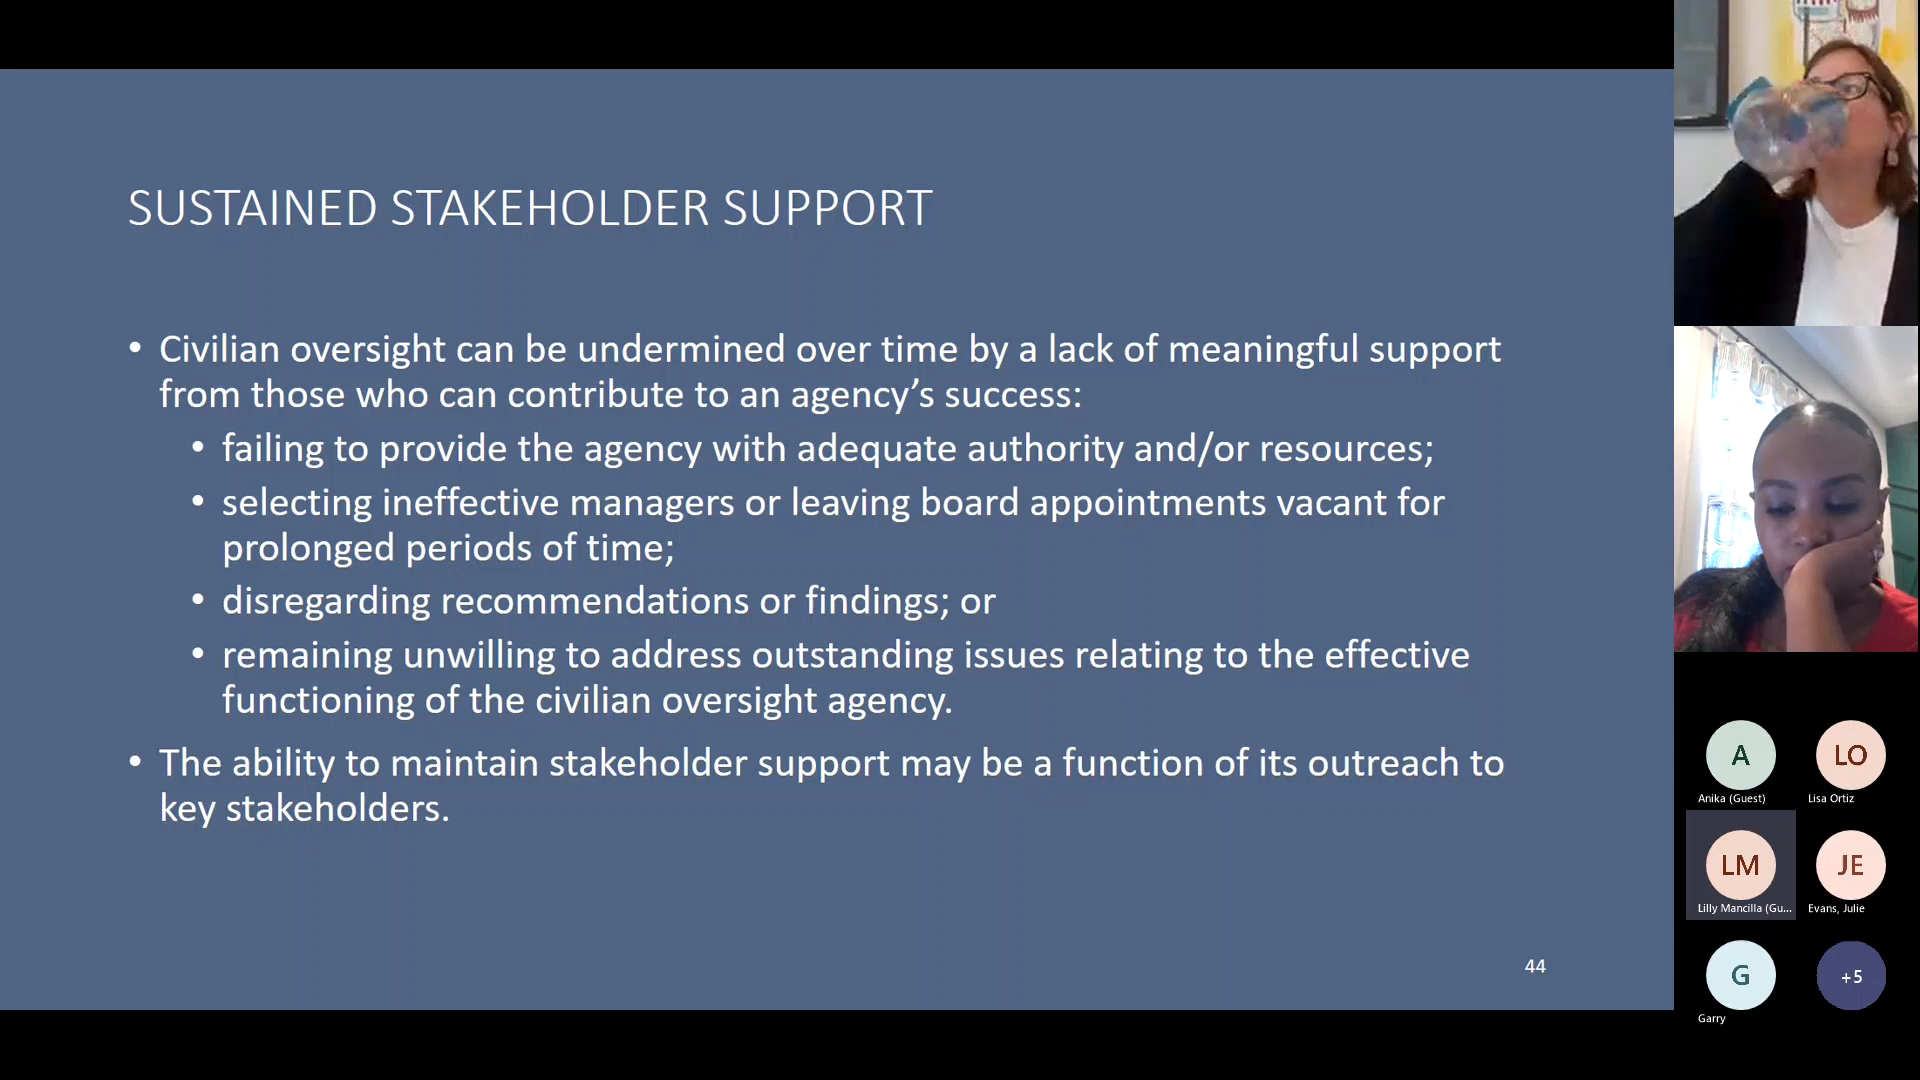 SUSTAINED STAKEHOLDER SUPPORT
• Civilian oversight can be undermined over time by a lack of meaningful support
from those who can contribute to an agency’s success:
• failing to provide the agency with adequate authority and/or resources;
• selecting ineffective managers or leaving board appointments vacant for
prolonged periods of time;
• disregarding recommendations or findings; or
• remaining unwilling to address outstanding issues relating to the effective
functioning of the civilian oversight agency.
• The ability to maintain stakeholder support may be a function of its outreach to
key stakeholders.
44
A
Anika (Guest)
LO
Lisa Ortiz
LM
Lilly Mancilla (Gu...
JE
Evans, Julie
G
Garry
+5